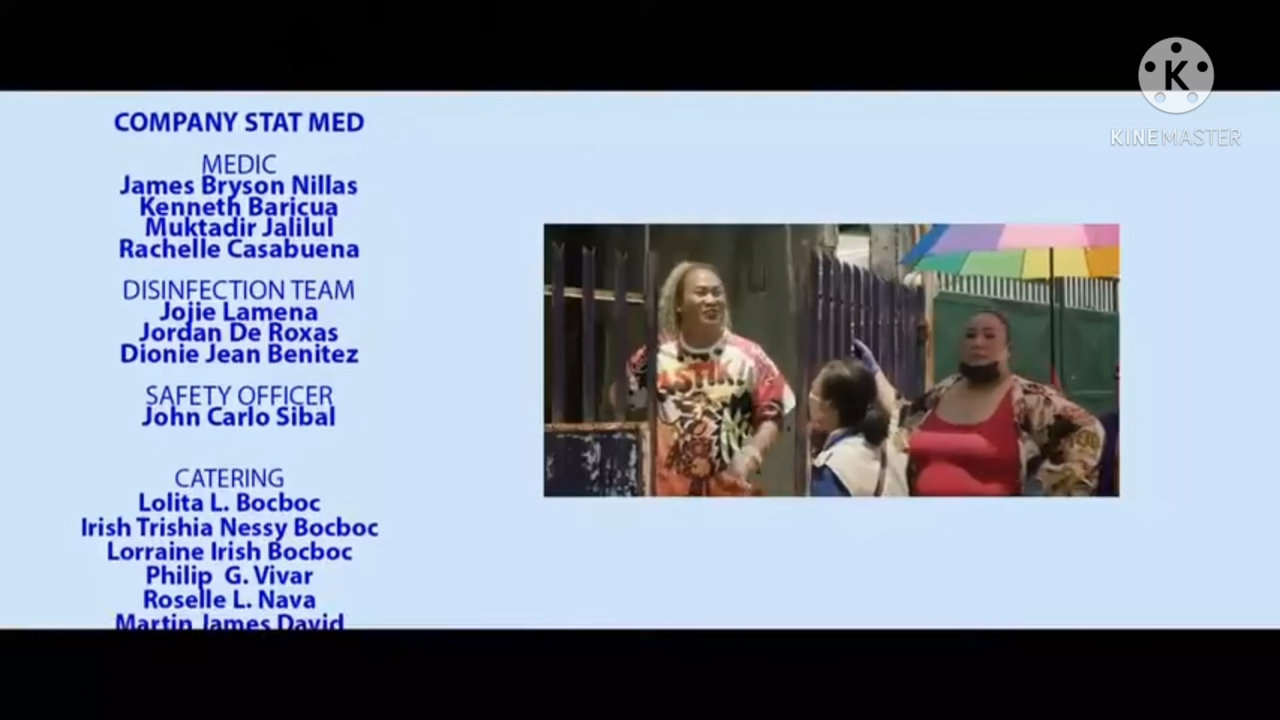 COMPANY STAT MED
MEDIC
James Bryson Nillas
Kenneth Baricua
Muktadir Jalilul
Rachelle Casabuena
DISINFECTION TEAM
Jojie Lamena
Jordan De Roxas
Dionie Jean Benitez
SAFETY OFFICER
John Carlo Sibal
CATERING
Lolita L. Bocboc
Irish Trishia Nessy Bocboc
Lorraine Irish Bocboc
Philip G. Vivar
Roselle L. Nava
Martin James David
K
KINEMASTER